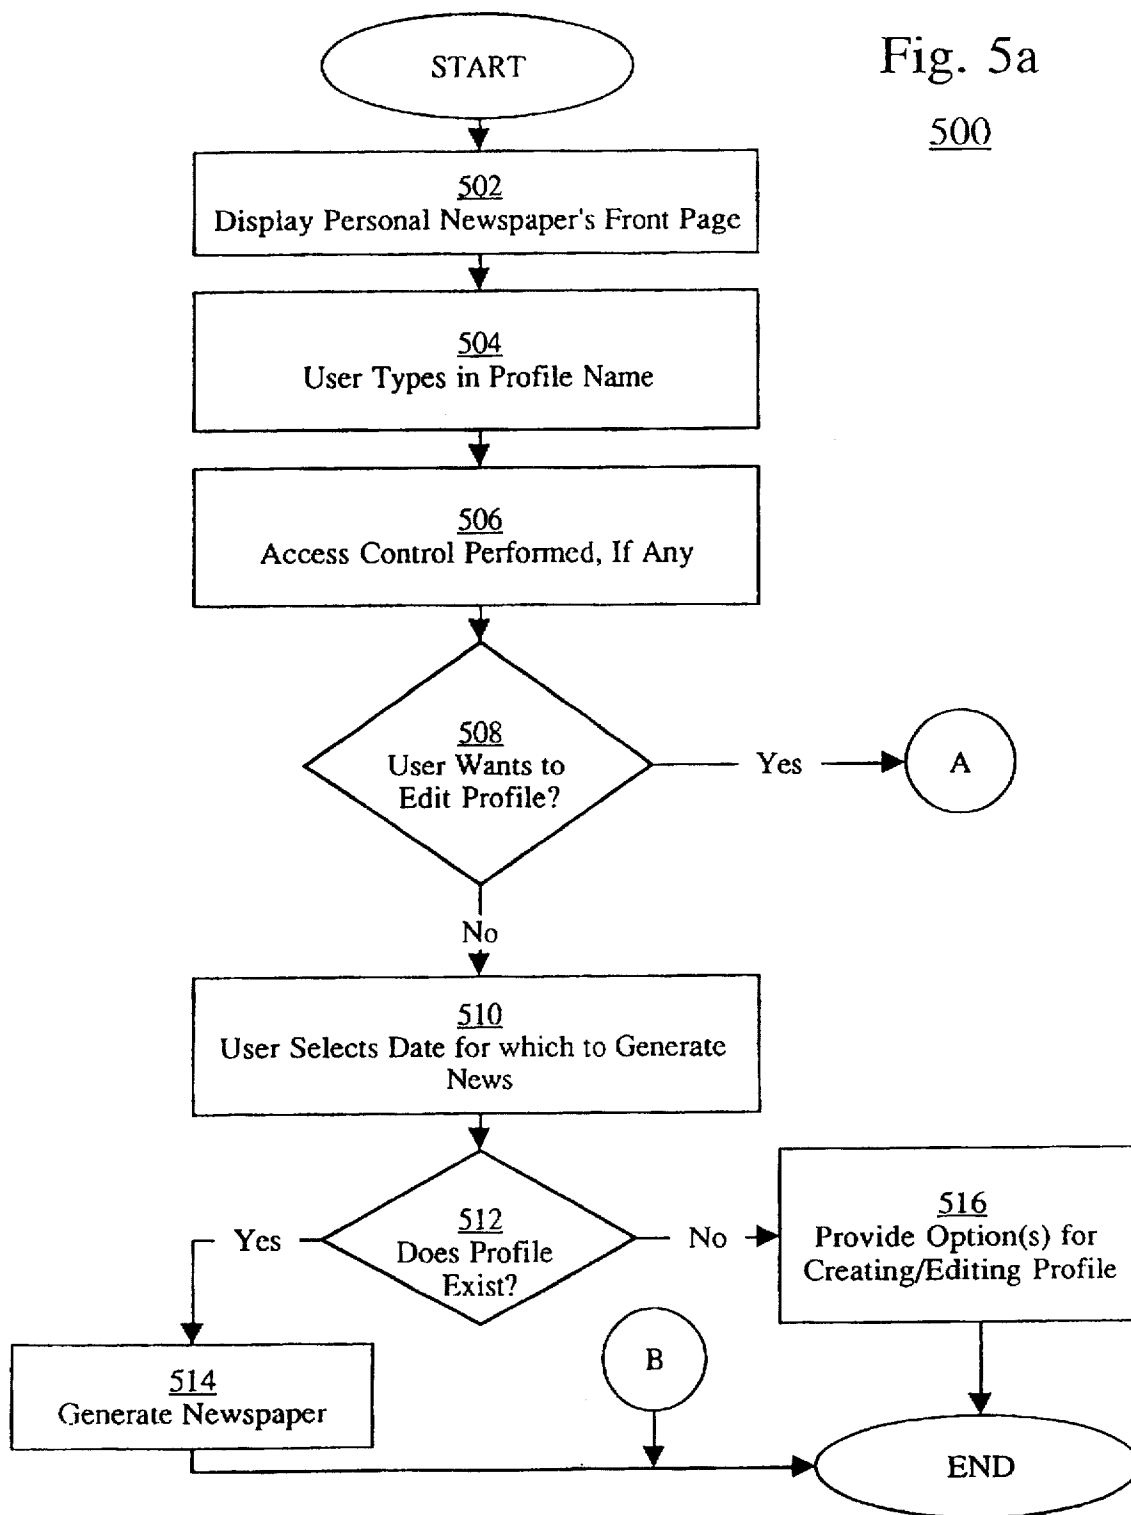 Fig. 5a
500
START
502
Display Personal Newspaper's Front Page
504
User Types in Profile Name
506
Access Control Performed, If Any
508
User Wants to
Edit Profile?
Yes
A
No
510
User Selects Date for which to Generate
News
512
Does Profile
Exist?
Yes
No
516
Provide Option(s) for
Creating/Editing Profile
514
Generate Newspaper
B
END